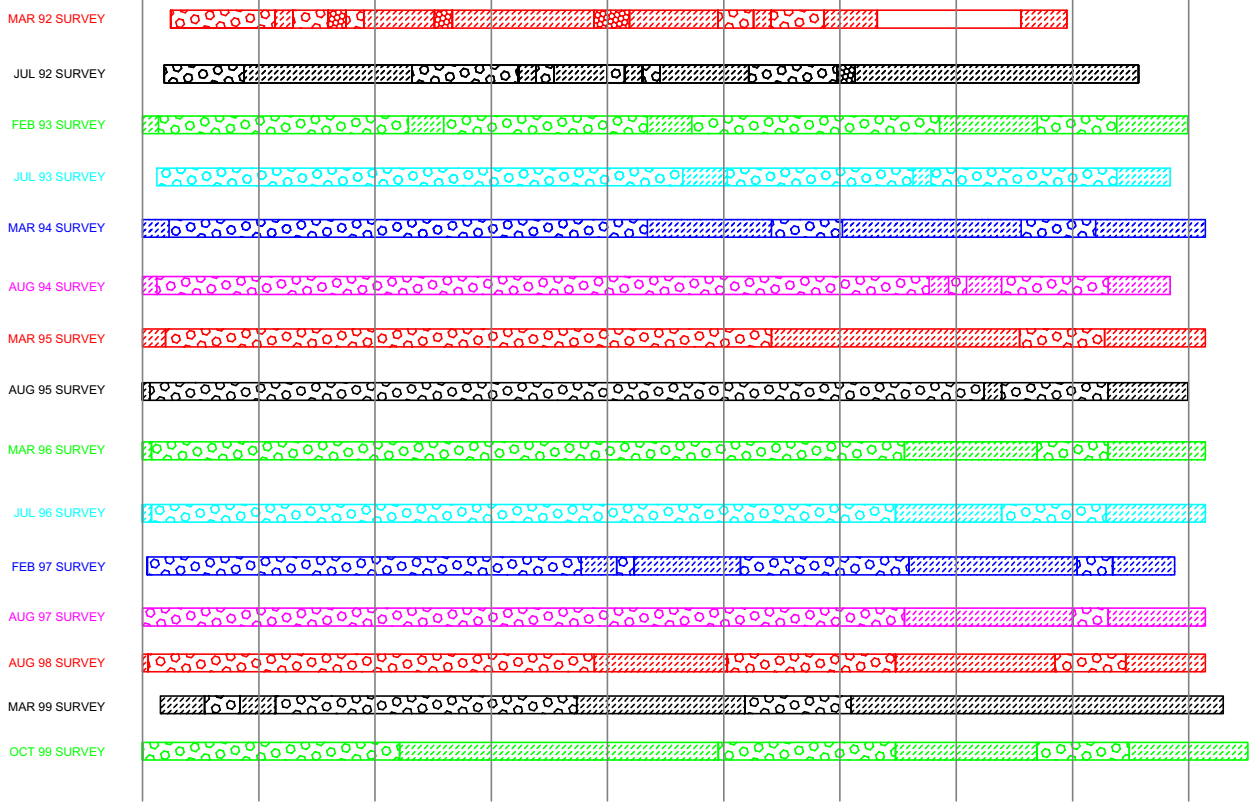 MAR 92 SURVEY
JUL 92 SURVEY
FEB 93 SURVEY
JUL 93 SURVEY
MAR 94 SURVEY
AUG 94 SURVEY
MAR 95 SURVEY
AUG 95 SURVEY
MAR 96 SURVEY
JUL 96 SURVEY
FEB 97 SURVEY
AUG 97 SURVEY
AUG 98 SURVEY
MAR 99 SURVEY
OCT 99 SURVEY